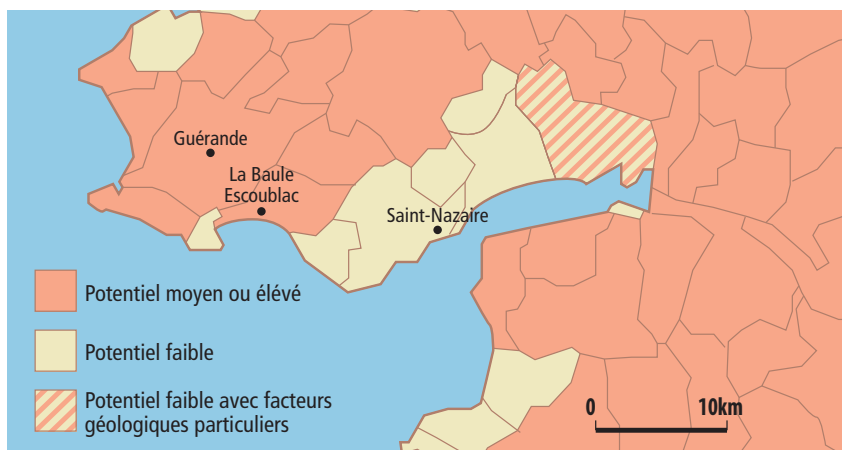 Guérande
La Baule
Escoublac
Saint-Nazaire
Potentiel moyen ou élévé
Potentiel faible
Potentiel faible avec facteurs
géologiques particuliers
0 10km